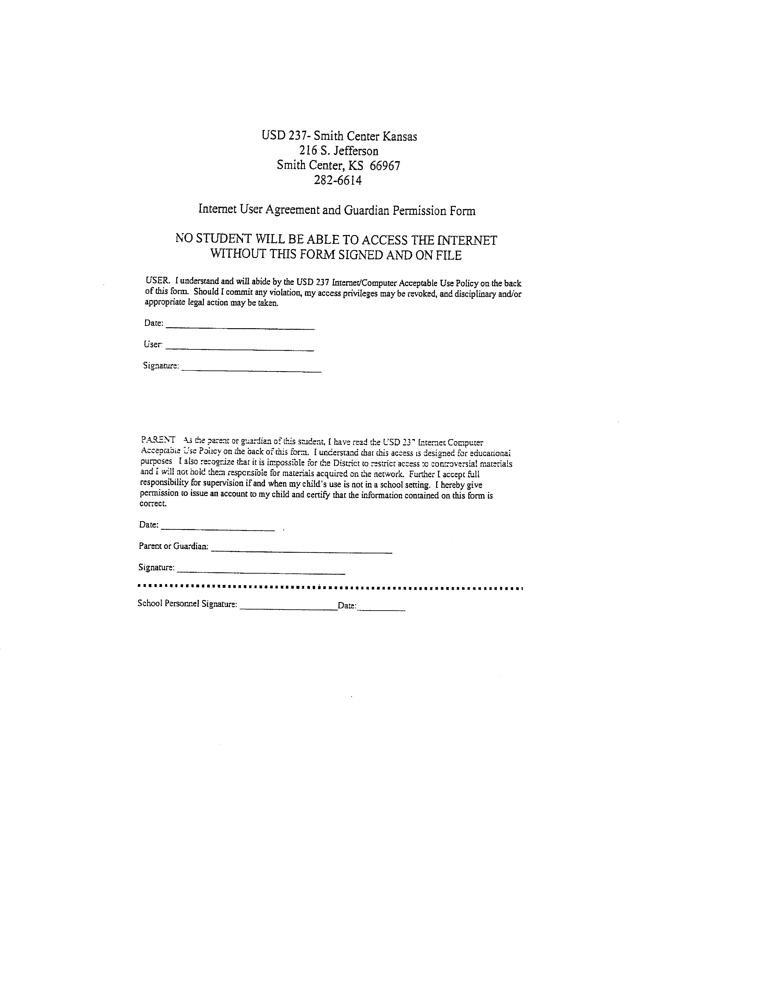 USD 237- Smith Center Kansas
216 S. Jefferson
Smith Center, KS 66967
282-6614
Internet User Agreement and Guardian Permission Form
NO STUDENT WILL BE ABLE TO ACCESS THE INTERNET
WITHOUT THIS FORM SIGNED AND ON FILE
USER. I understand and will abide by the USD 237 Internet/Computer Acceptable Use Policy on the back
of this form. Should I commit any violation, my access privileges may be revoked, and disciplinary and/or
appropriate legal action may be taken.
Date:
User:
Signature:
PARENT As the parent or guardian of this student, I have read the USD 237 Internet Computer
Acceptable Use Policy on the back of this form. I understand that this access is designed for educational
purposes I also recognize that it is impossible for the District to restrict access to controversial materials
and I will not hold them responsible for materials acquired on the network. Further I accept full
responsibility for supervision if and when my child's use is not in a school setting. I hereby give
permission to issue an account to my child and certify that the information contained on this form is
correct.
Date:
Parent or Guardian:
Signature:
School Personnel Signature: Date: